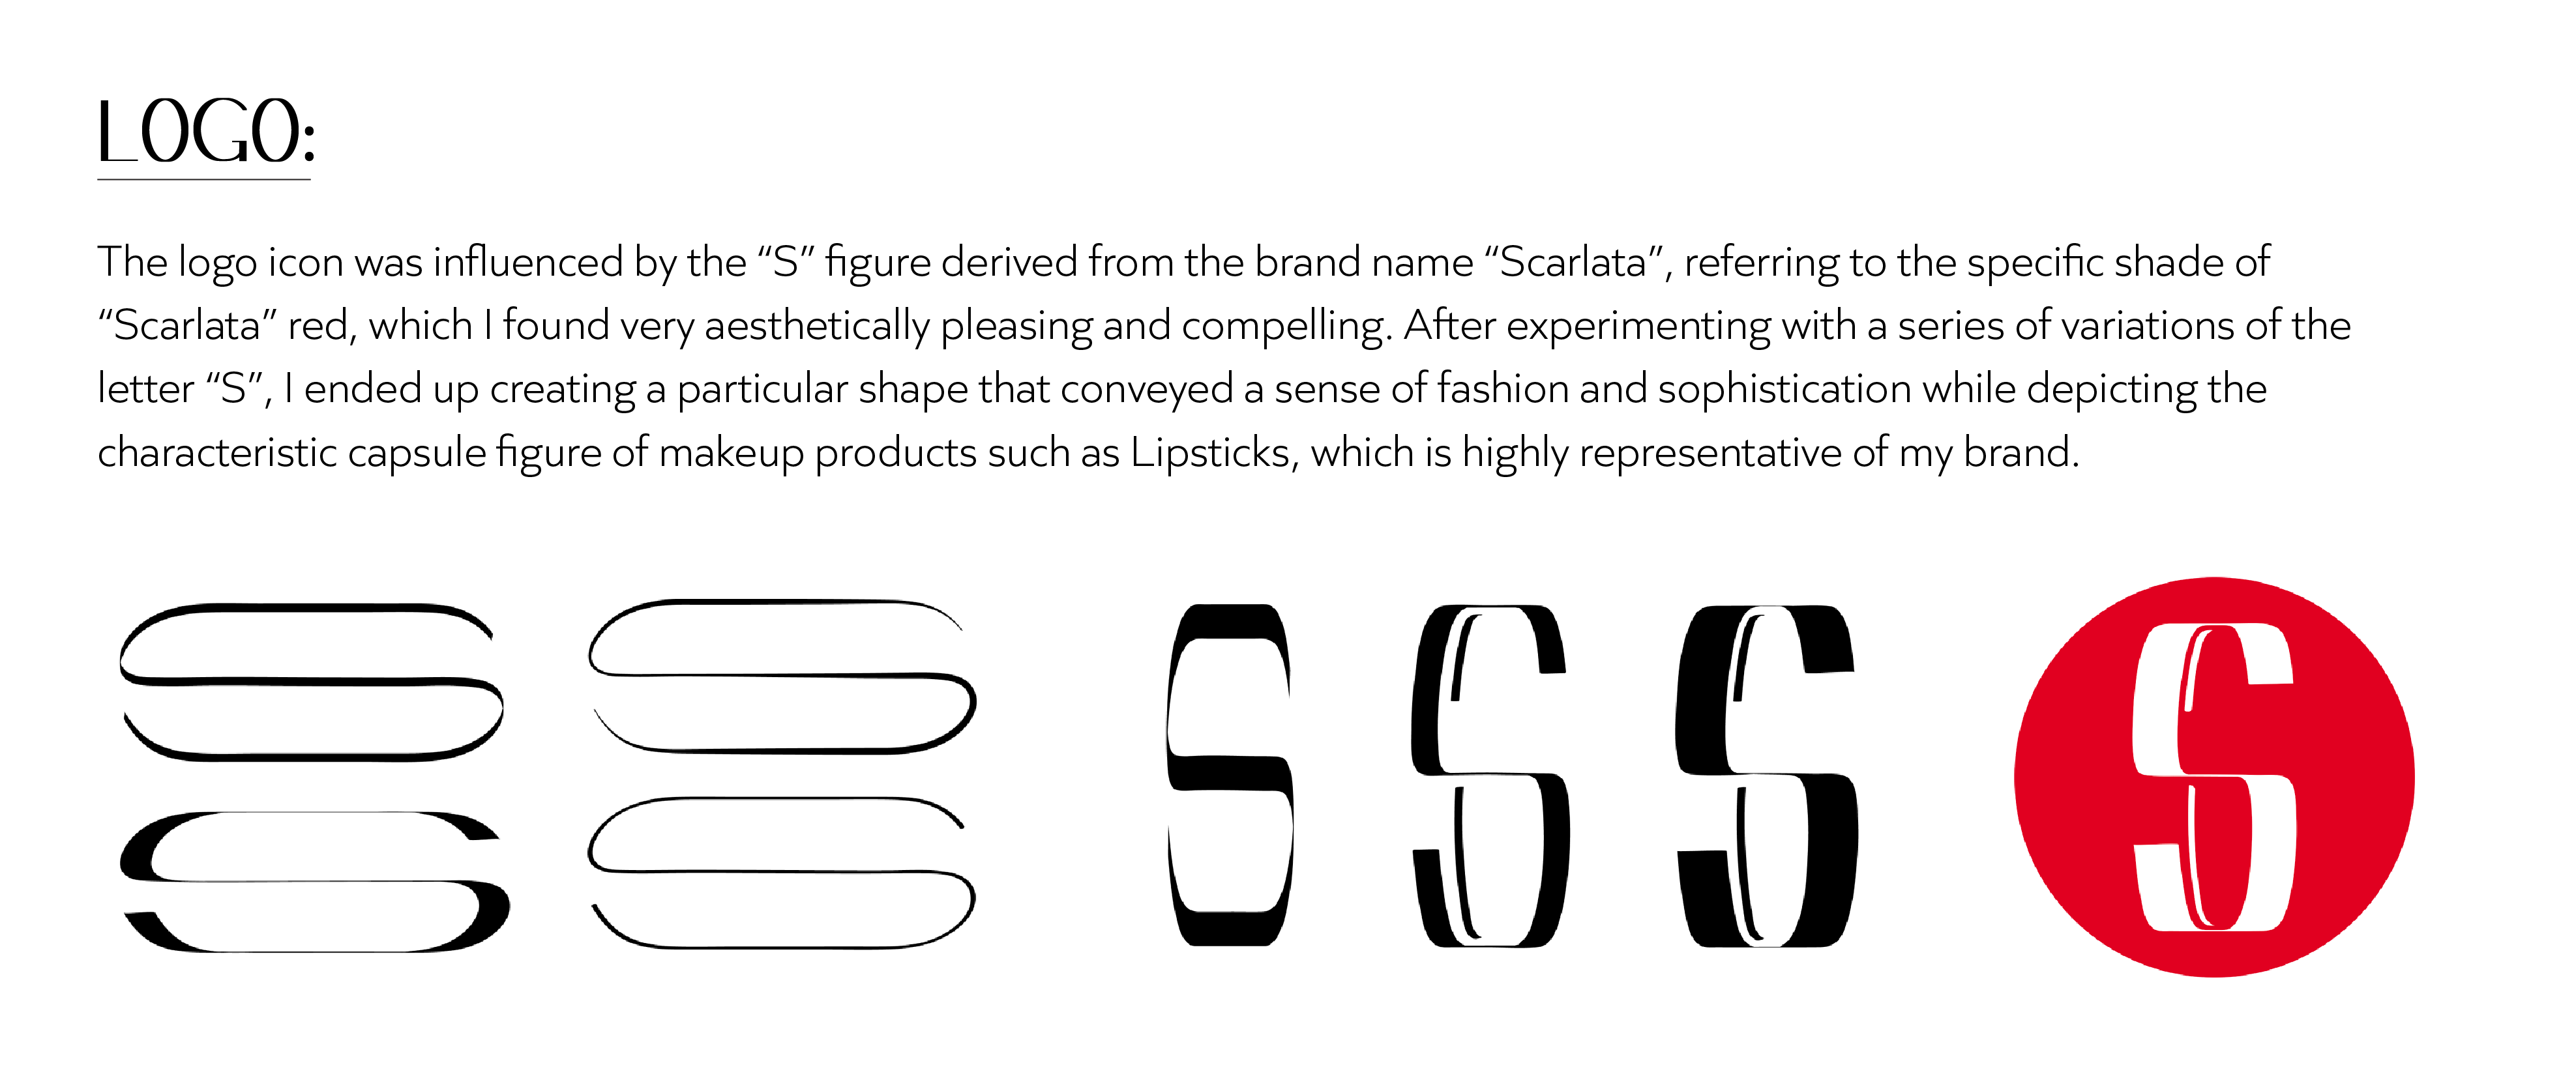 LOGO:
The logo icon was influenced by the “S” figure derived from the brand name “Scarlata”, referring to the specific shade of
“Scarlata” red, which I found very aesthetically pleasing and compelling. After experimenting with a series of variations of the
letter “S”, I ended up creating a particular shape that conveyed a sense of fashion and sophistication while depicting the
characteristic capsule figure of makeup products such as Lipsticks, which is highly representative of my brand.
S S S S S S
S S